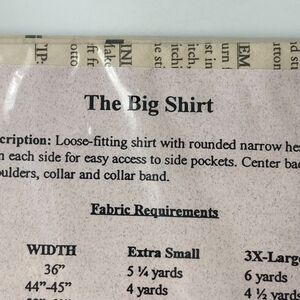 The Big Shirt
cription: Loose-fitting shirt with rounded narrow he
n each side for easy access to side pockets. Center bac
oulders, collar and collar band.
Fabric Requirements
WIDTH Extra Small 3X-Larg
36” 5 ¼ yards 6 yards
44”-45” 4 yards 4 ½ yards